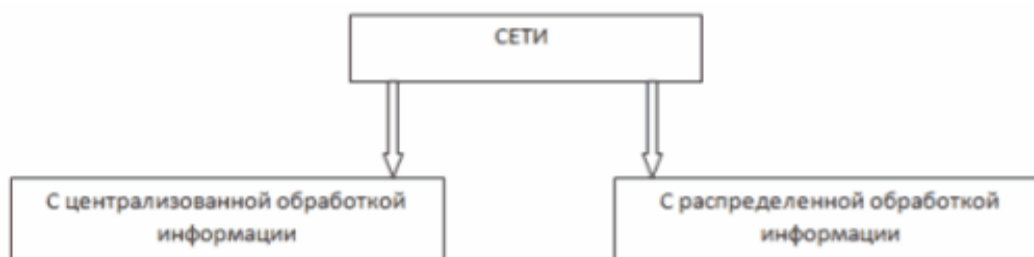 СЕТИ
С централизованной обработкой
информации
С распределенной обработкой
информации